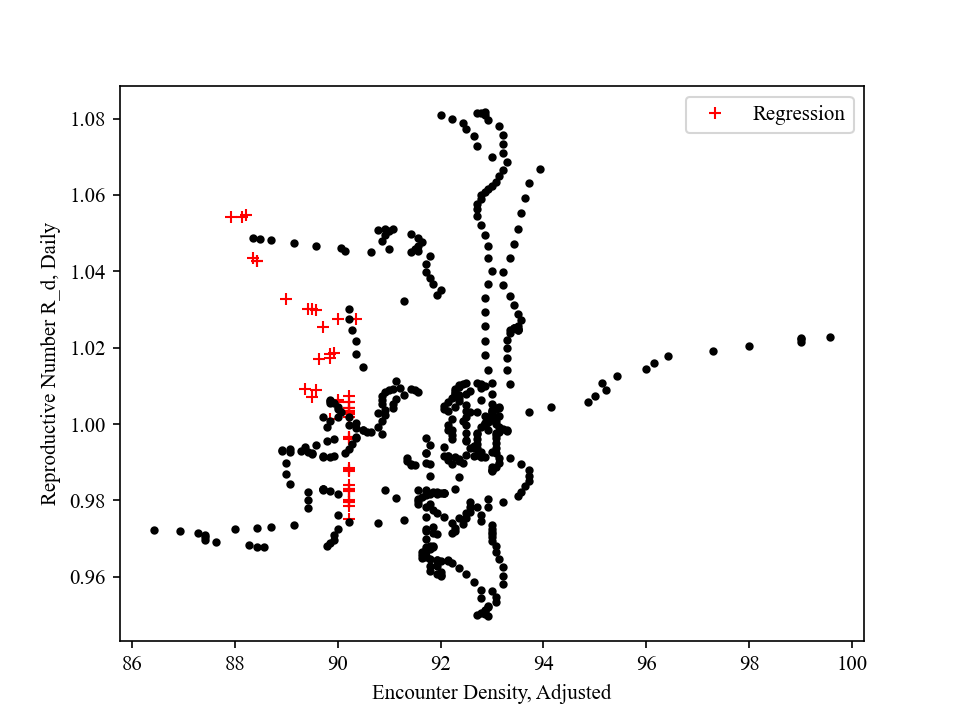 Regression
1.08
1.06
1.04
1.02
1.00
0.98
0.96
Reproductive Number R_d, Daily
86 88 90 92 94 96 98 100
Encounter Density, Adjusted